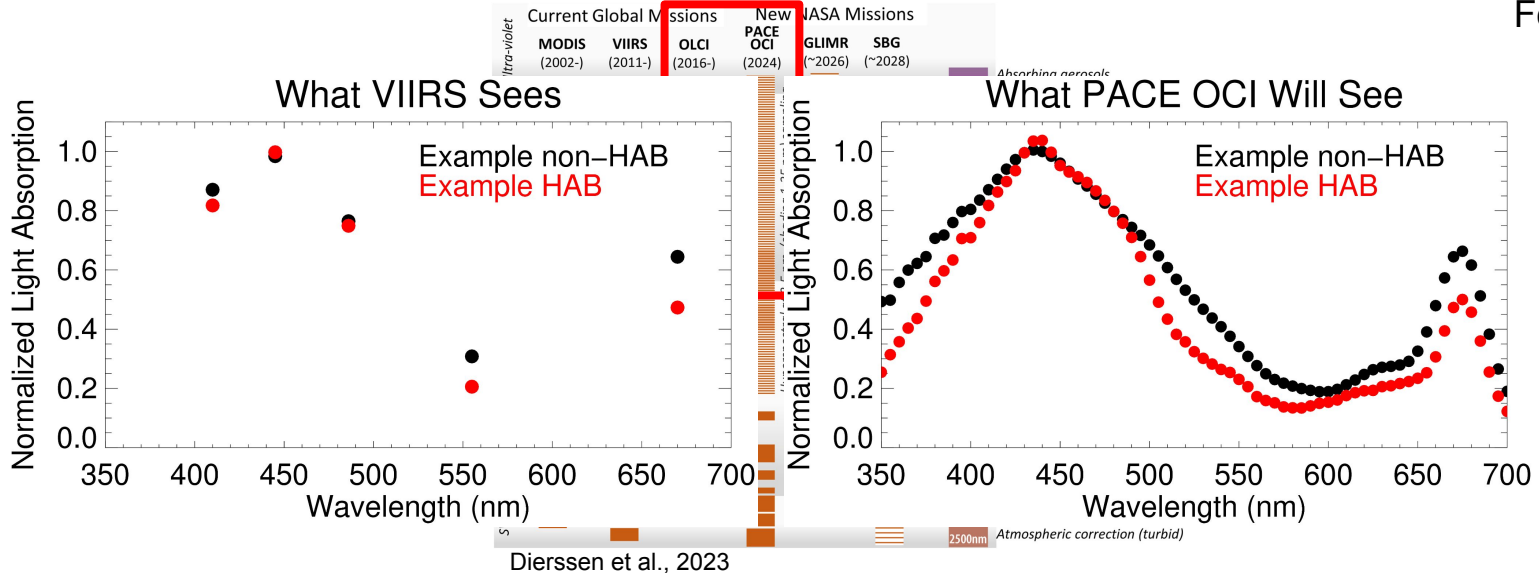 Current Global Missions New NASA Missions
MODIS VIIRS OLCI PACE OCI GLIMR SBG
(2002-) (2011-) (2016-) (2024) (~2026) (~2028)
Absorbing aerosols
What VIIRS Sees
Normalized Light Absorption
1.0
0.8
0.6
0.4
0.2
0.0
Example non-HAB
Example HAB
350 400 450 500 550 600 650 700
Wavelength (nm)
What PACE OCI Will See
Normalized Light Absorption
1.0
0.8
0.6
0.4
0.2
0.0
Example non-HAB
Example HAB
350 400 450 500 550 600 650 700
Wavelength (nm)
2500nm Atmospheric correction (turbid)
Dierssen et al., 2023